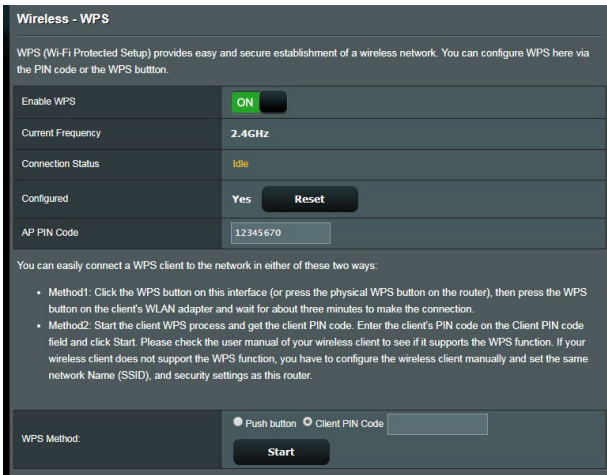 Wireless - WPS
WPS (Wi-Fi Protected Setup) provides easy and secure establishment of a wireless network. You can configure WPS here via
the PIN code or the WPS buttton.
Enable WPS
ON
Current Frequency
2.4GHz
Connection Status
Idle
Configured
Yes Reset
AP PIN Code
12345670
You can easily connect a WPS client to the network in either of these two ways:
• Method1: Click the WPS button on this interface (or press the physical WPS button on the router), then press the WPS
button on the client's WLAN adapter and wait for about three minutes to make the connection.
• Method2: Start the client WPS process and get the client PIN code. Enter the client's PIN code on the Client PIN code
field and click Start. Please check the user manual of your wireless client to see if it supports the WPS function. If your
wireless client does not support the WPS function, you have to configure the wireless client manually and set the same
network Name (SSID), and security settings as this router.
WPS Method:
Push button Client PIN Code
Start